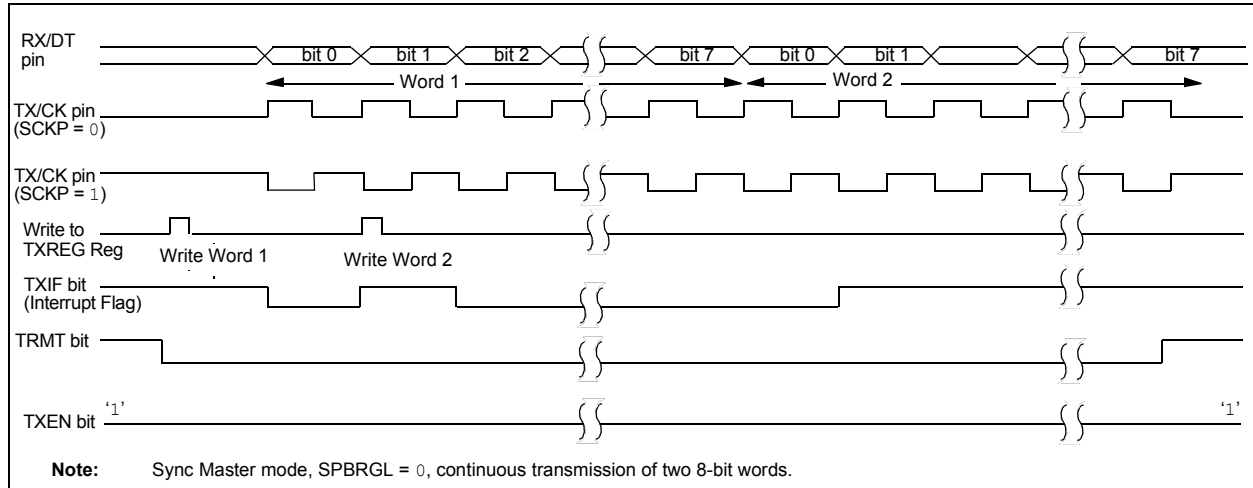 RX/DT
pin
bit 0 bit 1 bit 2 bit 7 bit 0 bit 1 bit 7
Word 1 Word 2
TX/CK pin
(SCKP = 0)
TX/CK pin
(SCKP = 1)
Write to
TXREG Reg
Write Word 1 Write Word 2
TXIF bit
(Interrupt Flag)
TRMT bit
TXEN bit ‘1’ ‘1’
Note: Sync Master mode, SPBRGL = 0, continuous transmission of two 8-bit words.